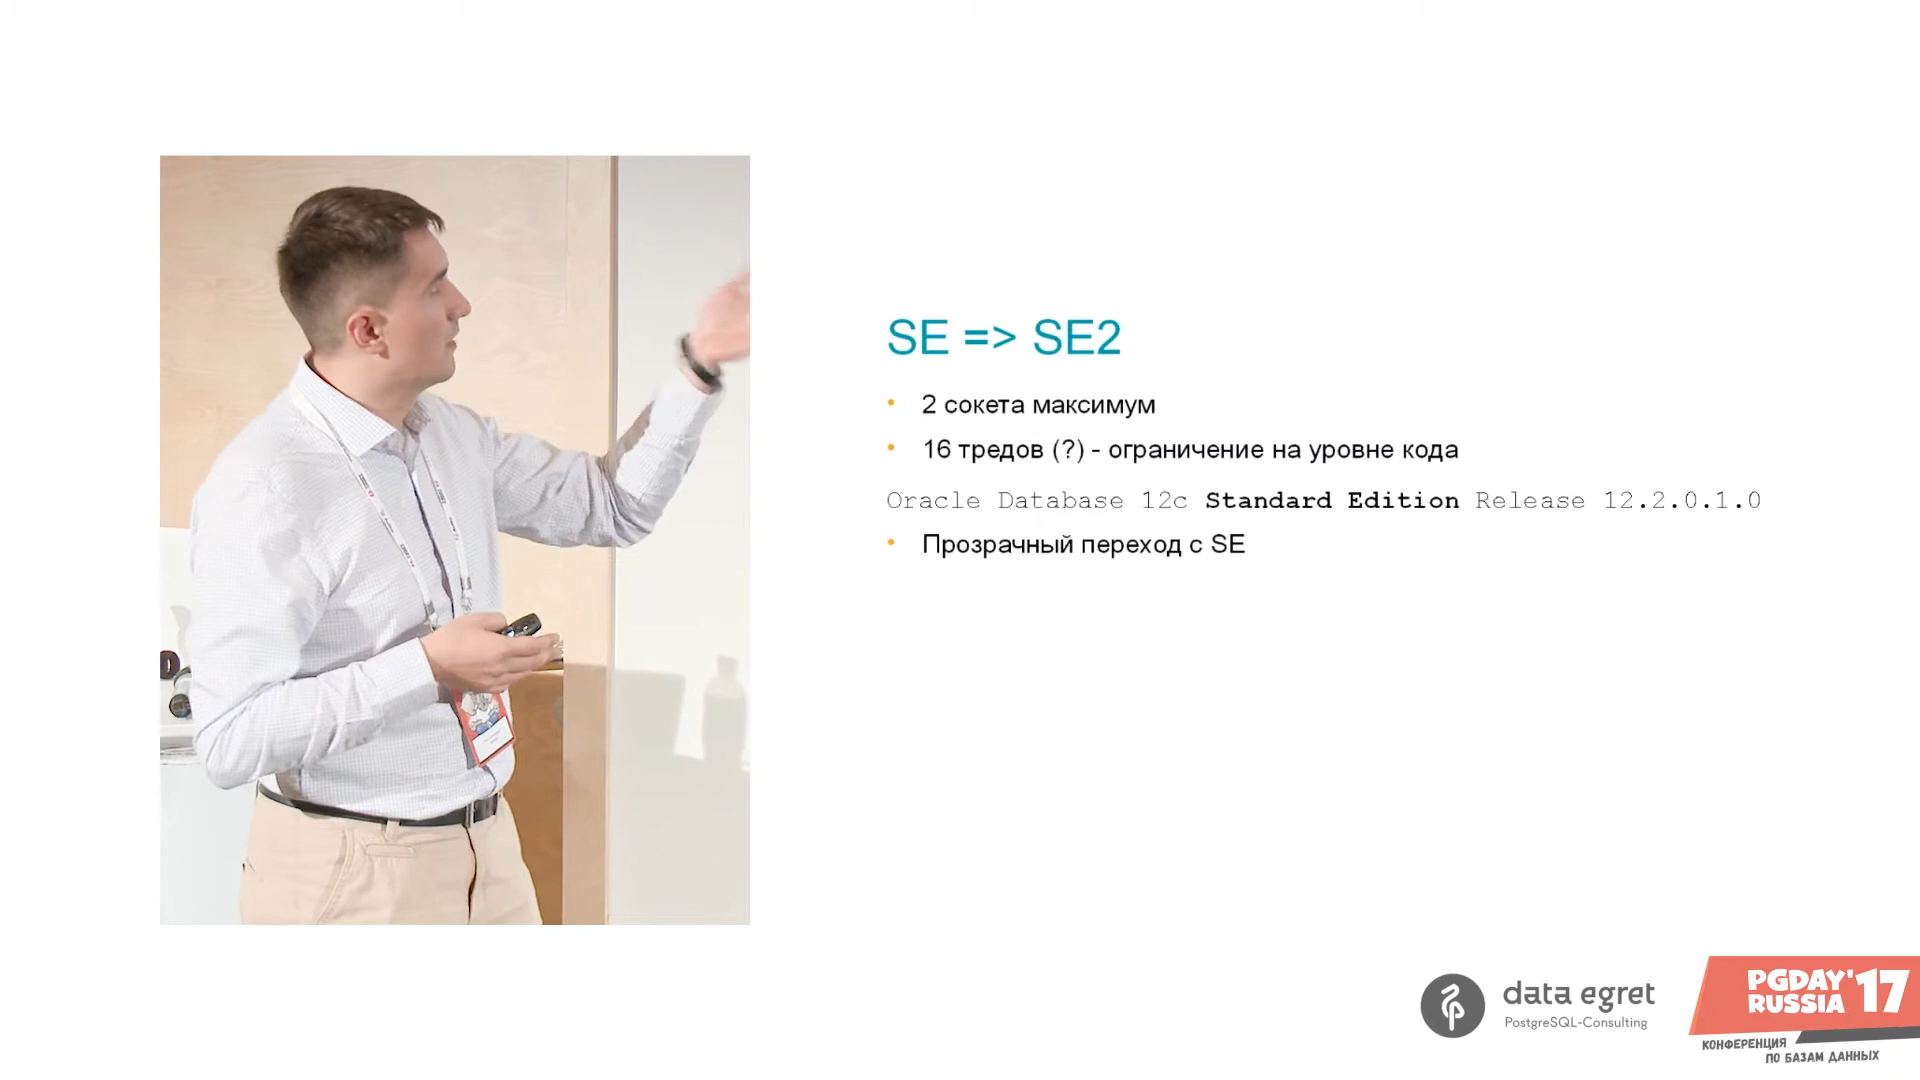 SE => SE2
• 2 сокета максимум
• 16 тредов (?) - ограничение на уровне кода
Oracle Database 12c Standard Edition Release 12.2.0.1.0
• Прозрачный переход с SE
data egret
PostgreSQL-Consulting
PGDAY'17
RUSSIA
КОНФЕРЕНЦИЯ
ПО БАЗАМ ДАННЫХ